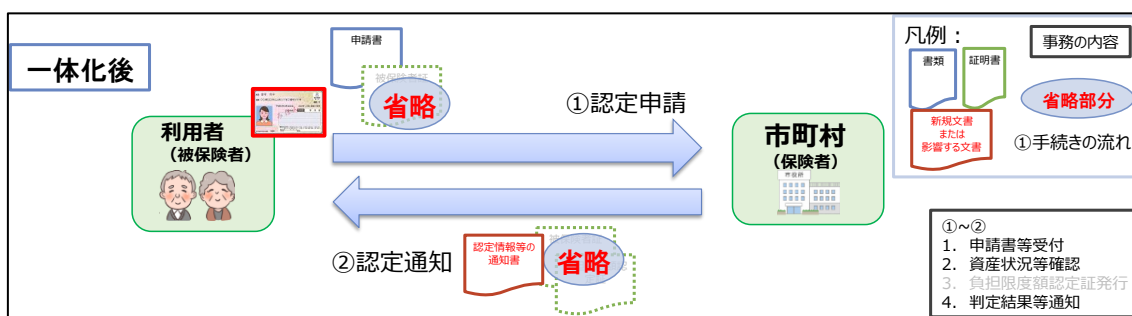 一体化後
申請書
被保険者証
省略
①認定申請
利用者
(被保険者)
市町村
(保険者)
市役所
②認定通知
認定情報等の
通知書
省略
凡例：
書類
証明書
事務の内容
省略部分
新規文書
または
影響する文書
①手続きの流れ
①~②
1. 申請書等受付
2. 資産状況等確認
3. 負担限度額認定証発行
4. 判定結果等通知